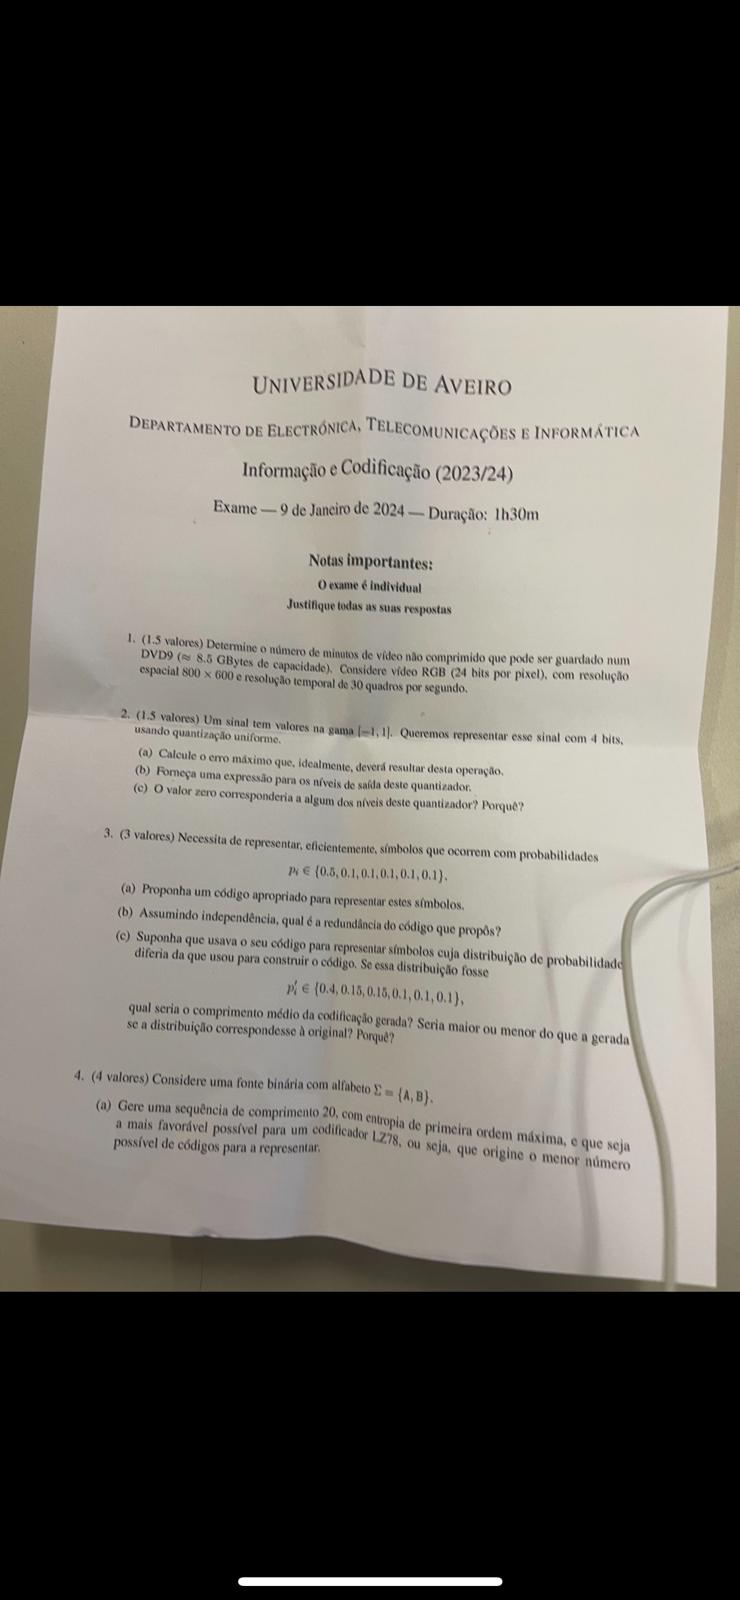 UNIVERSIDADE DE AVEIRO
DEPARTAMENTO DE ELECTRÓNICA, TELECOMUNICAÇÕES E INFORMÁTICA
Informação e Codificação (2023/24)
Exame — 9 de Janeiro de 2024 — Duração: 1h30m
Notas importantes:
O exame é individual
Justifique todas as suas respostas
1. (1.5 valores) Determine o número de minutos de vídeo não comprimido que pode ser guardado num
DVD9 (≈ 8.5 GBytes de capacidade). Considere vídeo RGB (24 bits por pixel), com resolução
espacial 800 × 600 e resolução temporal de 30 quadros por segundo.
2. (1.5 valores) Um sinal tem valores na gama [−1, 1]. Queremos representar esse sinal com 4 bits,
usando quantização uniforme.
(a) Calcule o erro máximo que, idealmente, deverá resultar desta operação.
(b) Forneça uma expressão para os níveis de saída deste quantizador.
(c) O valor zero corresponderia a algum dos níveis deste quantizador? Porquê?
3. (3 valores) Necessita de representar, eficientemente, símbolos que ocorrem com probabilidades
pᵢ ∈ {0.5, 0.1, 0.1, 0.1, 0.1, 0.1}.
(a) Proponha um código apropriado para representar estes símbolos.
(b) Assumindo independência, qual é a redundância do código que propôs?
(c) Suponha que usava o seu código para representar símbolos cuja distribuição de probabilidade
diferia da que usou para construir o código. Se essa distribuição fosse
p′ᵢ ∈ {0.4, 0.15, 0.15, 0.1, 0.1, 0.1},
qual seria o comprimento médio da codificação gerada? Seria maior ou menor do que a gerada
se a distribuição correspondesse à original? Porquê?
4. (4 valores) Considere uma fonte binária com alfabeto Σ = {A, B}.
(a) Gere uma sequência de comprimento 20, com entropia de primeira ordem máxima, e que seja
a mais favorável possível para um codificador LZ78, ou seja, que origine o menor número
possível de códigos para a representar.